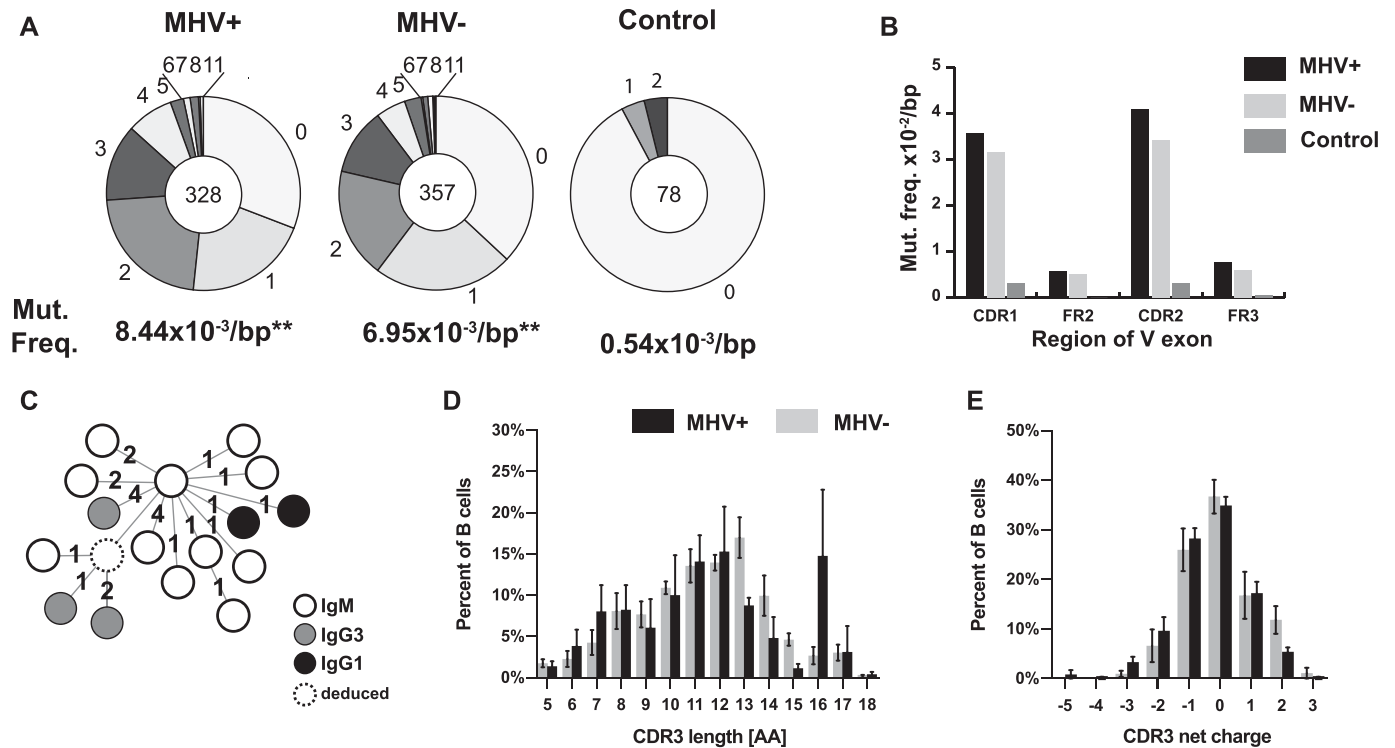 A
MHV+
MHV-
Control
67811
5
4
3
2
1
0
328
67811
5
4
3
2
1
0
357
1
2
0
78
Mut.
Freq.
8.44x10⁻³/bp**
6.95x10⁻³/bp**
0.54x10⁻³/bp
B
Mut. freq. x10⁻²/bp
5
4
3
2
1
0
CDR1 FR2 CDR2 FR3
Region of V exon
MHV+
MHV-
Control
C
2
1
2
1
4
1
1
4
1
1
1
1
1
2
1
IgM
IgG3
IgG1
deduced
D
MHV+
MHV-
Percent of B cells
30%
25%
20%
15%
10%
5%
0%
5 6 7 8 9 10 11 12 13 14 15 16 17 18
CDR3 length [AA]
E
Percent of B cells
50%
40%
30%
20%
10%
0%
-5 -4 -3 -2 -1 0 1 2 3
CDR3 net charge